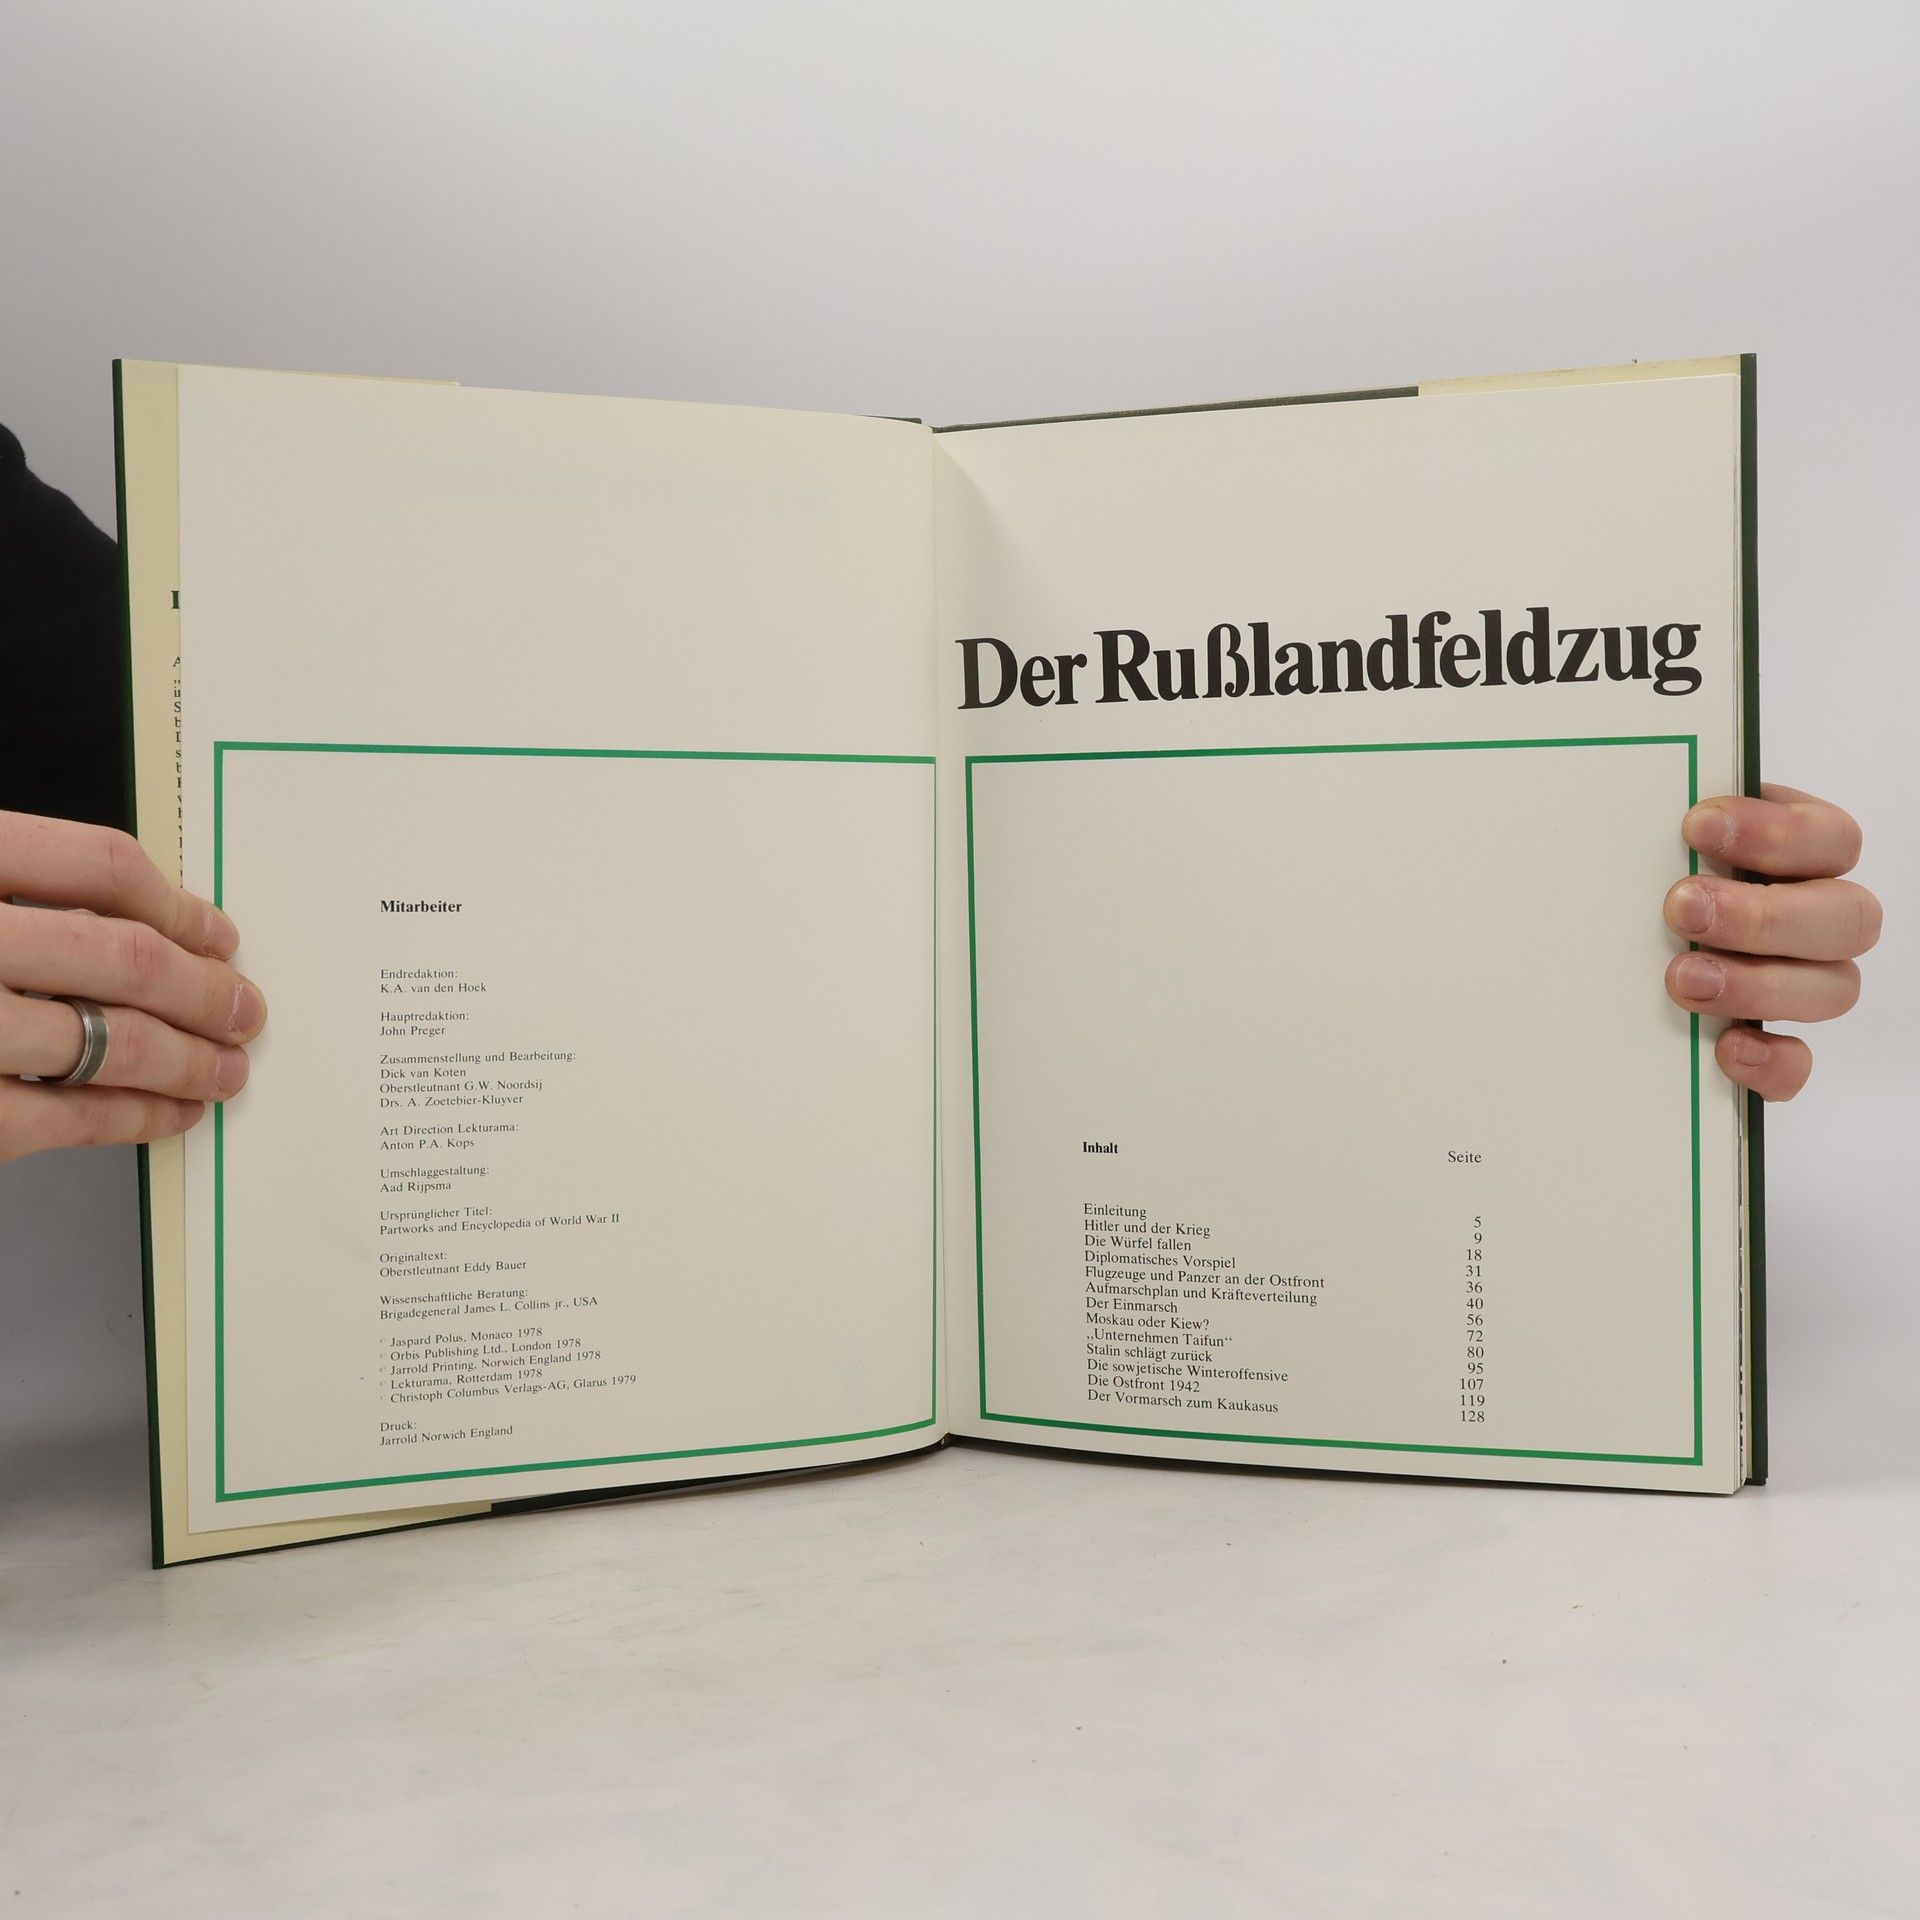 Mitarbeiter
Endredaktion:
K.A. van den Hoek
Hauptredaktion:
John Preger
Zusammenstellung und Bearbeitung:
Dick van Koten
Oberstleutnant G.W. Noordsij
Drs. A. Zoetebier-Kluyver
Art Direction Lekturama:
Anton P.A. Kops
Umschlaggestaltung:
Aad Rijpsma
Ursprünglicher Titel:
Partworks and Encyclopedia of World War II
Originaltext:
Oberstleutnant Eddy Bauer
Wissenschaftliche Beratung:
Brigadegeneral James L. Collins jr., USA
© Jaspard Polus, Monaco 1978
© Orbis Publishing Ltd., London 1978
© Jarrold Printing, Norwich England 1978
© Lekturama, Rotterdam 1978
© Christoph Columbus Verlags-AG, Glarus 1979
Druck:
Jarrold Norwich England
Der Rußlandfeldzug
Inhalt Seite
Einleitung 5
Hitler und der Krieg 9
Die Würfel fallen 18
Diplomatisches Vorspiel 31
Flugzeuge und Panzer an der Ostfront 36
Aufmarschplan und Kräfteverteilung 40
Der Einmarsch 56
Moskau oder Kiew? 72
„Unternehmen Taifun“ 80
Stalin schlägt zurück 95
Die sowjetische Winteroffensive 107
Die Ostfront 1942 119
Der Vormarsch zum Kaukasus 128